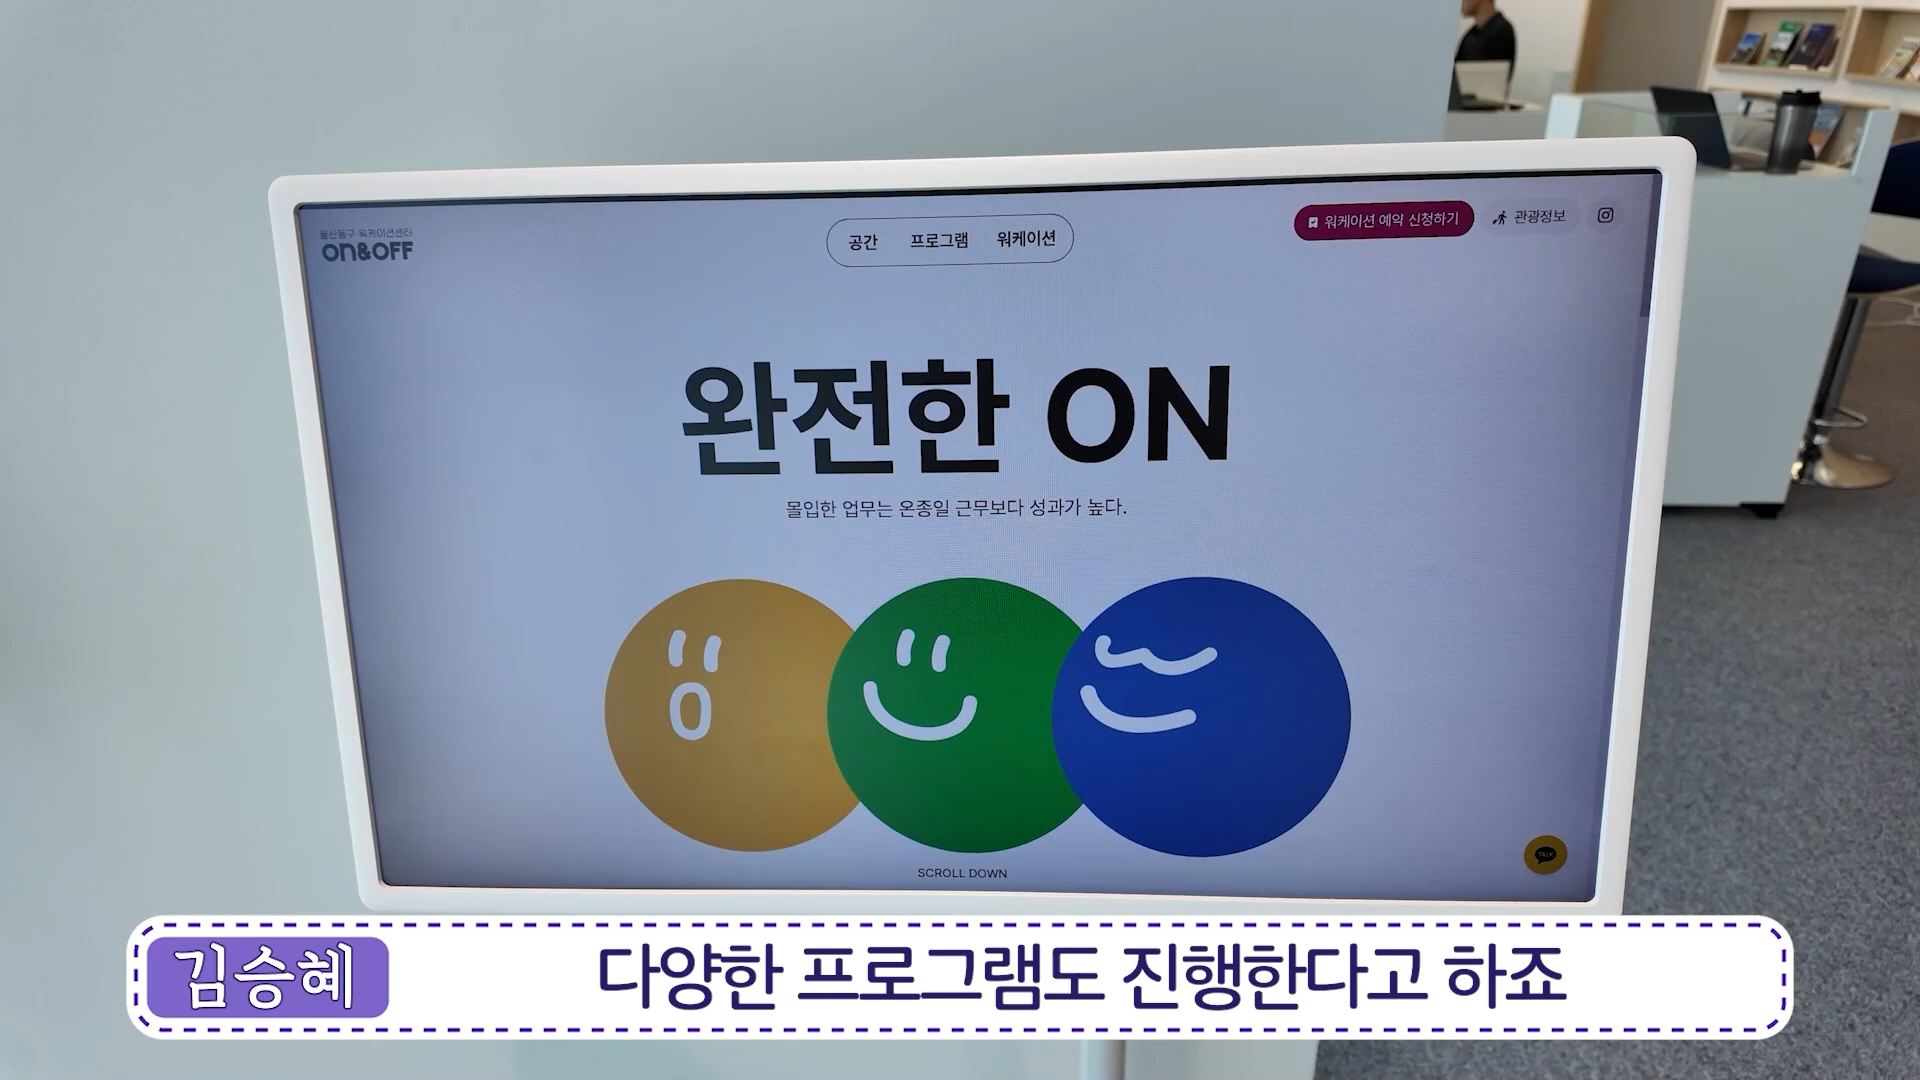 울산동구 워케이션센터
ON&OFF
공간 프로그램 워케이션
워케이션 예약 신청하기
관광정보
완전한 ON
몰입한 업무는 온종일 근무보다 성과가 높다.
SCROLL DOWN
TALK
김승혜
다양한 프로그램도 진행한다고 하죠